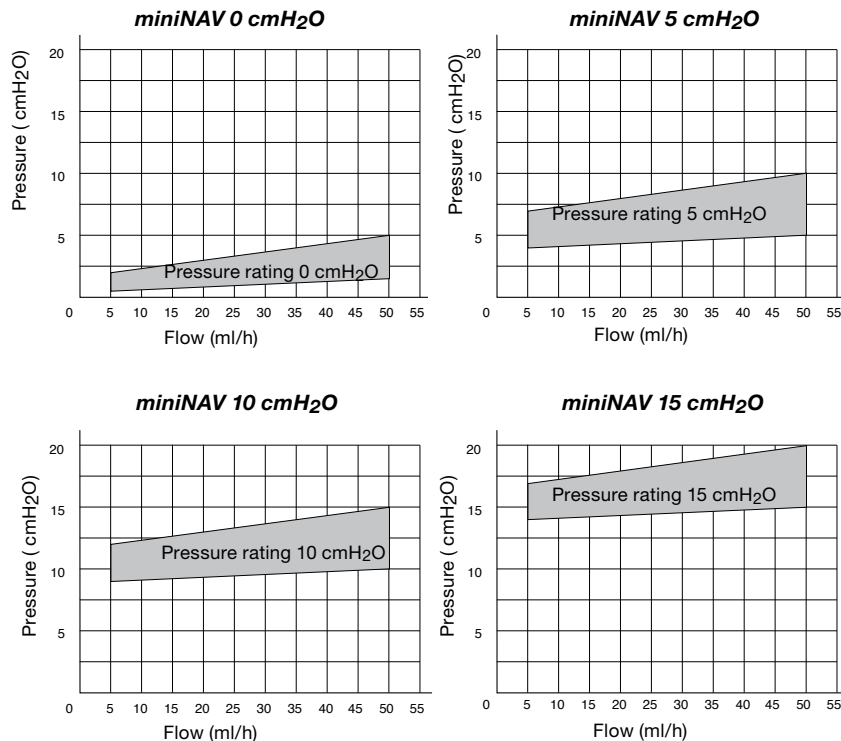 miniNAV 0 cmH2O
Pressure ( cmH2O)
20
15
10
5
Pressure rating 0 cmH2O
0 5 10 15 20 25 30 35 40 45 50 55
Flow (ml/h)
miniNAV 5 cmH2O
Pressure ( cmH2O)
20
15
10
5
Pressure rating 5 cmH2O
0 5 10 15 20 25 30 35 40 45 50 55
Flow (ml/h)
miniNAV 10 cmH2O
Pressure ( cmH2O)
20
15
10
5
Pressure rating 10 cmH2O
0 5 10 15 20 25 30 35 40 45 50 55
Flow (ml/h)
miniNAV 15 cmH2O
Pressure ( cmH2O)
20
15
10
5
Pressure rating 15 cmH2O
0 5 10 15 20 25 30 35 40 45 50 55
Flow (ml/h)